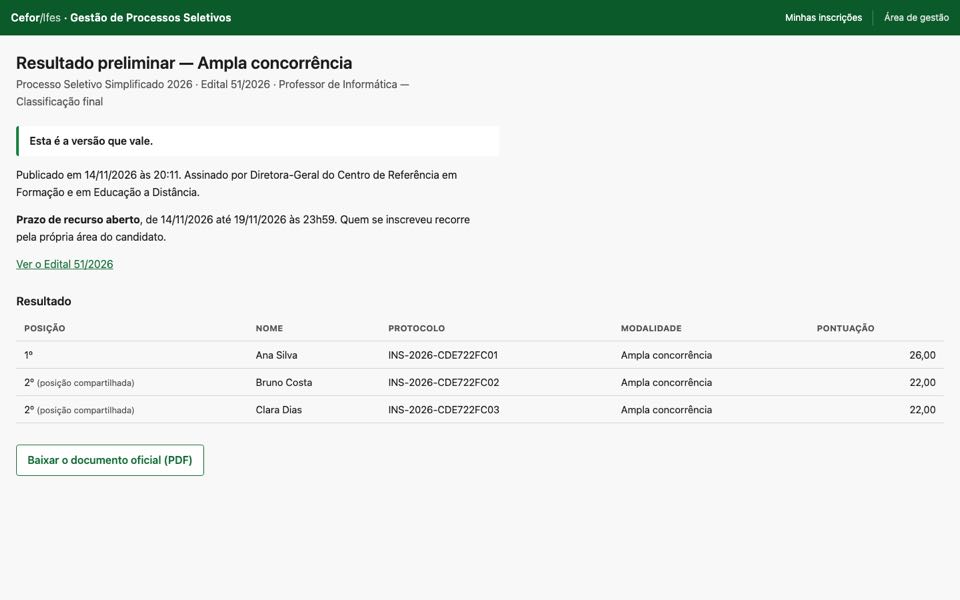 Cefor/Ifes · Gestão de Processos Seletivos
Minhas inscrições
Área de gestão
Resultado preliminar — Ampla concorrência
Processo Seletivo Simplificado 2026 · Edital 51/2026 · Professor de Informática —
Classificação final
Esta é a versão que vale.
Publicado em 14/11/2026 às 20:11. Assinado por Diretora-Geral do Centro de Referência em
Formação e em Educação a Distância.
Prazo de recurso aberto, de 14/11/2026 até 19/11/2026 às 23h59. Quem se inscreveu recorre
pela própria área do candidato.
Ver o Edital 51/2026
Resultado
POSIÇÃO NOME PROTOCOLO MODALIDADE PONTUAÇÃO
1º Ana Silva INS-2026-CDE722FC01 Ampla concorrência 26,00
2º (posição compartilhada) Bruno Costa INS-2026-CDE722FC02 Ampla concorrência 22,00
2º (posição compartilhada) Clara Dias INS-2026-CDE722FC03 Ampla concorrência 22,00
Baixar o documento oficial (PDF)